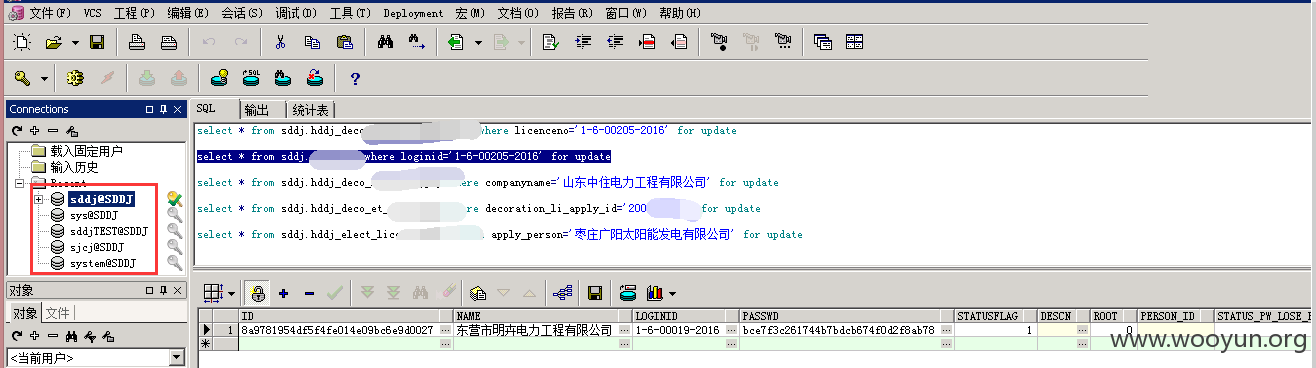 文件(F) VCS 工程(P) 编辑(E) 会话(S) 调试(D) 工具(T) Deployment 宏(M) 文档(O) 报告(R) 窗口(W) 帮助(H)
Connections
载入固定用户
输入历史
Recent
sddj@SDDJ
sys@SDDJ
sddjTEST@SDDJ
sjcj@SDDJ
system@SDDJ
对象
对象 文件
<当前用户>
SQL 输出 统计表
select * from sddj.hddj_deco where licenceno='1-6-00205-2016' for update
select * from sddj. where loginid='1-6-00205-2016' for update
select * from sddj.hddj_deco_ ere companyname='山东中住电力工程有限公司' for update
select * from sddj.hddj_deco_et_ re decoration_li_apply_id='200 for update
select * from sddj.hddj_elect_lic apply_person='枣庄广阳太阳能发电有限公司' for update
ID NAME LOGINID PASSWD STATUSFLAG DESCN ROOT PERSON_ID STATUS_PW_LOSE_
1 8a9781954df5f4fe014e09bc6e9d0027 东营市明卉电力工程有限公司 1-6-00019-2016 bce7f3c261744b7bdcb674f0d2f8ab78 1 0
www.wooyun.org